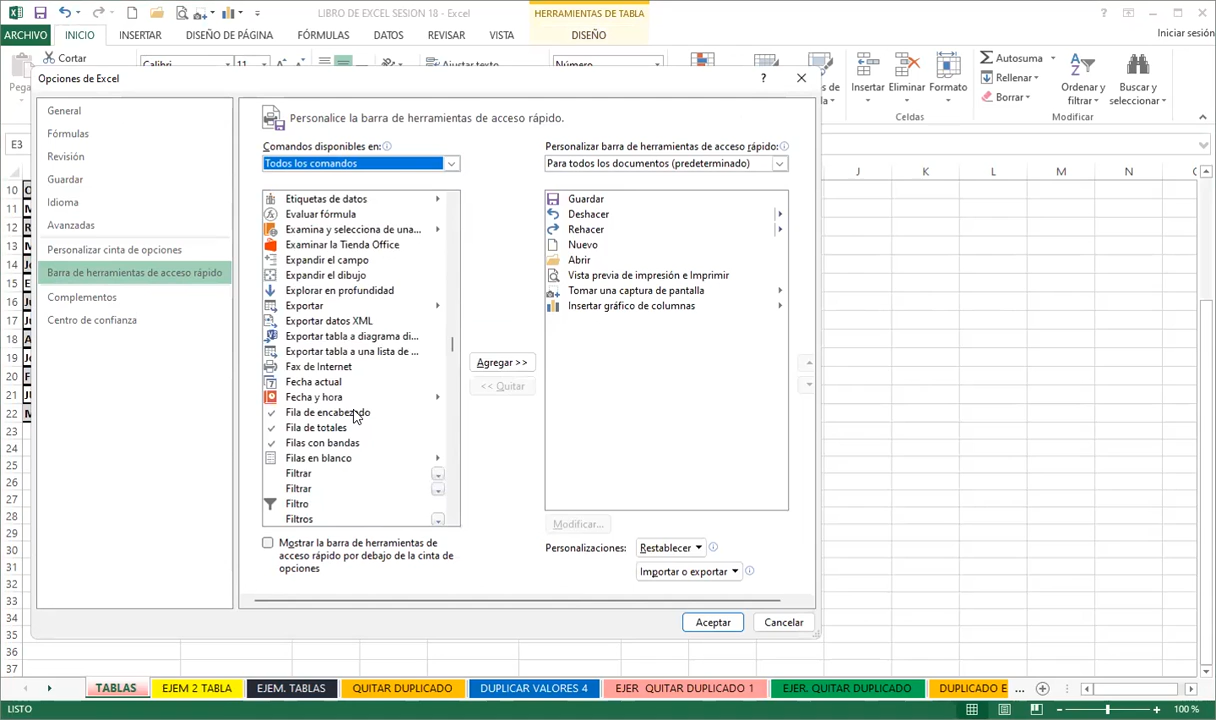 LIBRO DE EXCEL SESION 18 - Excel
HERRAMIENTAS DE TABLA
ARCHIVO INICIO INSERTAR DISEÑO DE PÁGINA FÓRMULAS DATOS REVISAR VISTA DISEÑO
Iniciar sesión
Cortar
Calibri 11
Ajustar texto
Número
Insertar Eliminar Formato
Celdas
Autosuma
Rellenar
Borrar
Ordenar y filtrar
Buscar y seleccionar
Modificar
Opciones de Excel
General
Fórmulas
Revisión
Guardar
Idioma
Avanzadas
Personalizar cinta de opciones
Barra de herramientas de acceso rápido
Complementos
Centro de confianza
Personalice la barra de herramientas de acceso rápido.
Comandos disponibles en:
Todos los comandos
Etiquetas de datos
Evaluar fórmula
Examina y selecciona de una...
Examinar la Tienda Office
Expandir el campo
Expandir el dibujo
Explorar en profundidad
Exportar
Exportar datos XML
Exportar tabla a diagrama di...
Exportar tabla a una lista de ...
Fax de Internet
Fecha actual
Fecha y hora
Fila de encabezado
Fila de totales
Filas con bandas
Filas en blanco
Filtrar
Filtrar
Filtro
Filtros
Mostrar la barra de herramientas de
acceso rápido por debajo de la cinta de
opciones
Agregar >>
<< Quitar
Personalizar barra de herramientas de acceso rápido:
Para todos los documentos (predeterminado)
Guardar
Deshacer
Rehacer
Nuevo
Abrir
Vista previa de impresión e Imprimir
Tomar una captura de pantalla
Insertar gráfico de columnas
Modificar...
Personalizaciones: Restablecer
Importar o exportar
Aceptar Cancelar
E3
J K L M N
10
11
12
13
14
15
16
17
18
19
20
21
22
23
24
25
26
27
28
29
30
31
32
33
34
35
36
37
TABLAS EJEM 2 TABLA EJEM. TABLAS QUITAR DUPLICADO DUPLICAR VALORES 4 EJER QUITAR DUPLICADO 1 EJER. QUITAR DUPLICADO DUPLICADO E ...
LISTO
100 %